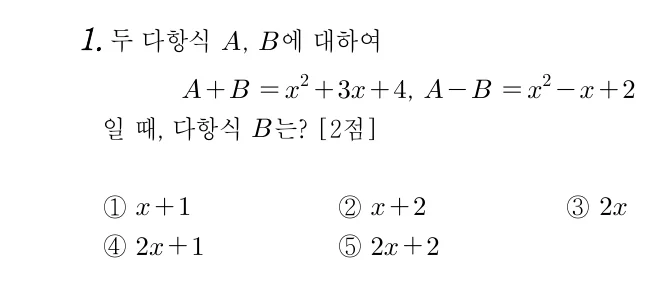 1. 두 다항식 A, B에 대하여
A+B =x²+3x+4, A−B =x²−x+2
일 때, 다항식 B는? [2점]
① x+1 ② x+2 ③ 2x
④ 2x+1 ⑤ 2x+2